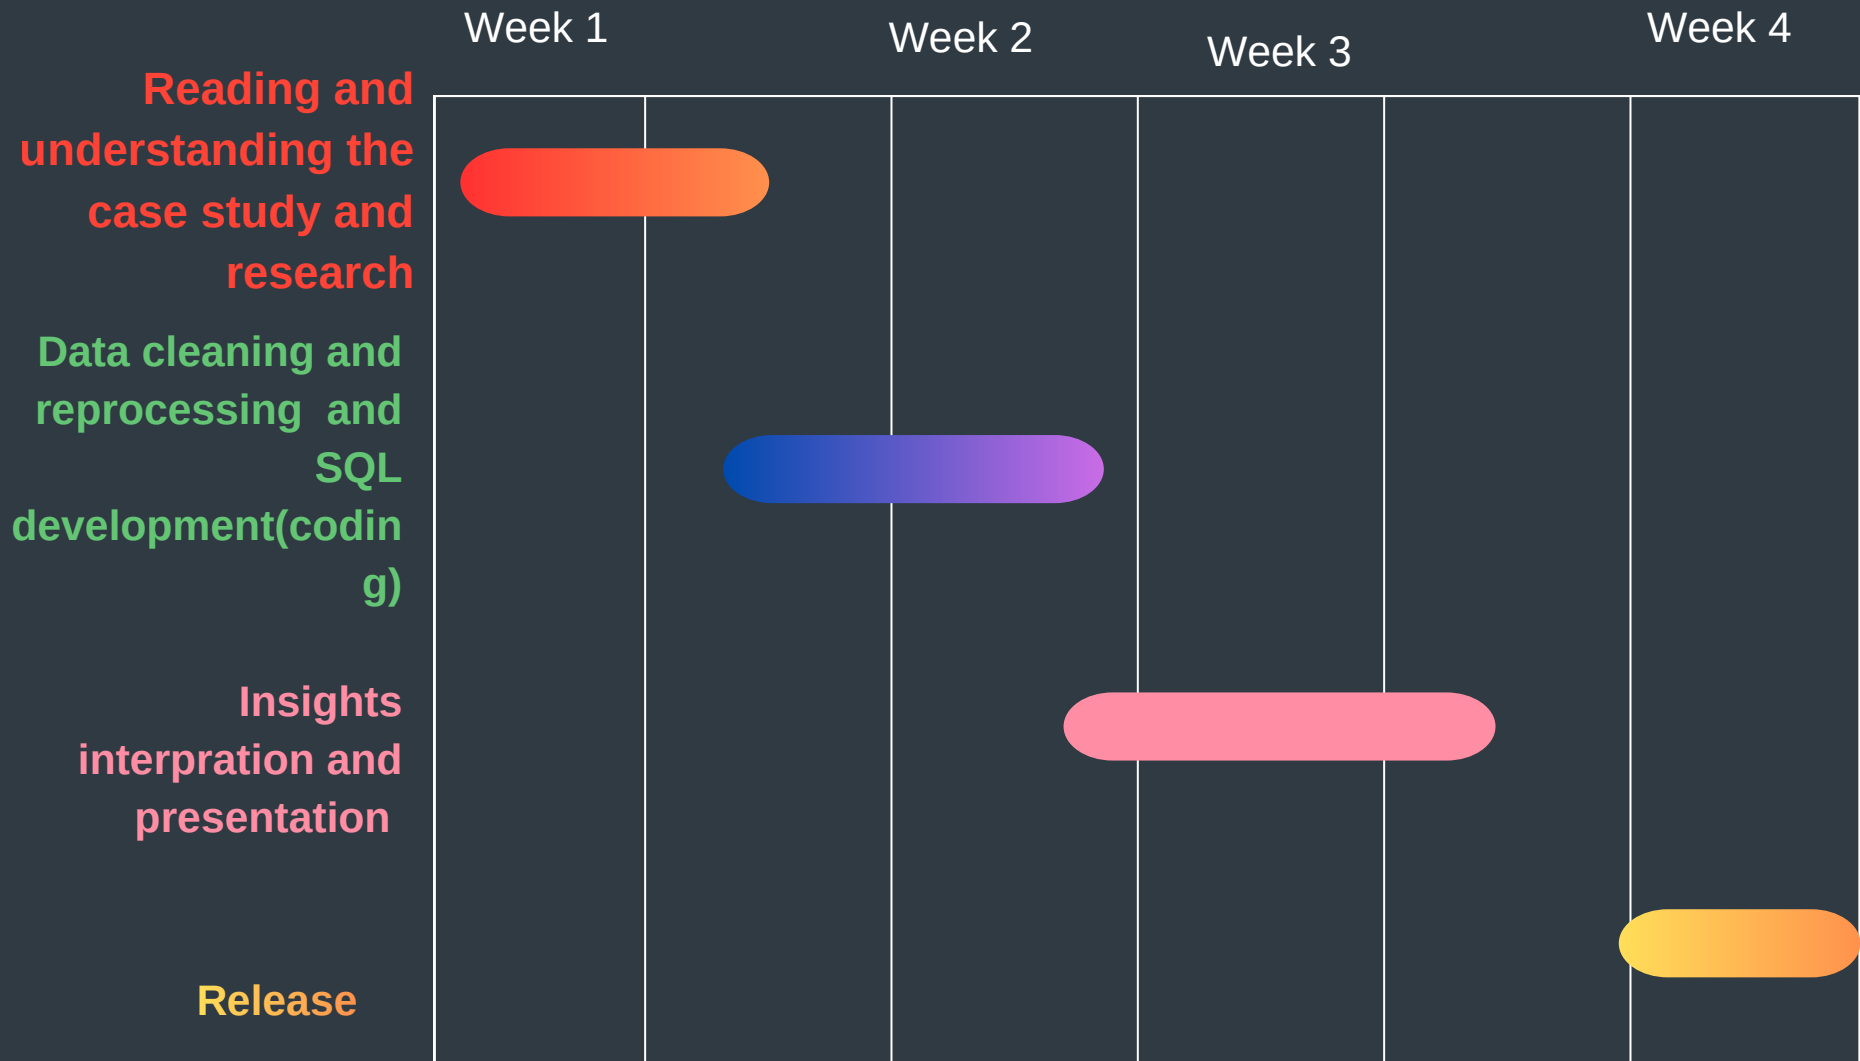 Week 1
Week 2
Week 3
Week 4
Reading and
understanding the
case study and
research
Data cleaning and
reprocessing  and
SQL
development(codin
g)
Insights
interpration and
presentation
Release